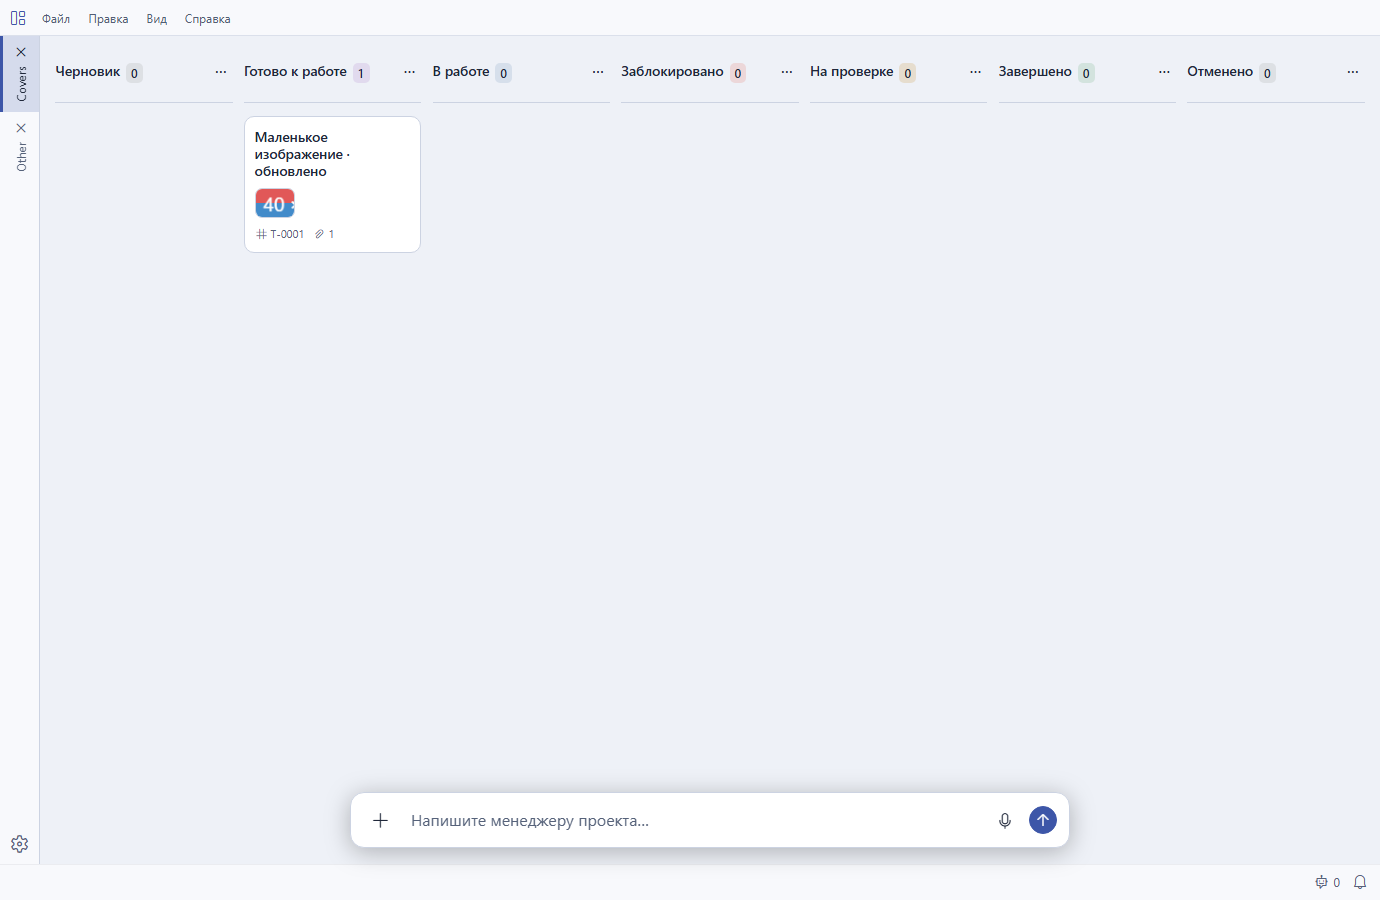 Файл Правка Вид Справка
Covers
Other
Черновик 0 ...
Готово к работе 1 ...
В работе 0 ...
Заблокировано 0 ...
На проверке 0 ...
Завершено 0 ...
Отменено 0 ...
Маленькое
изображение ·
обновлено
40
T-0001 1
Напишите менеджеру проекта...
0